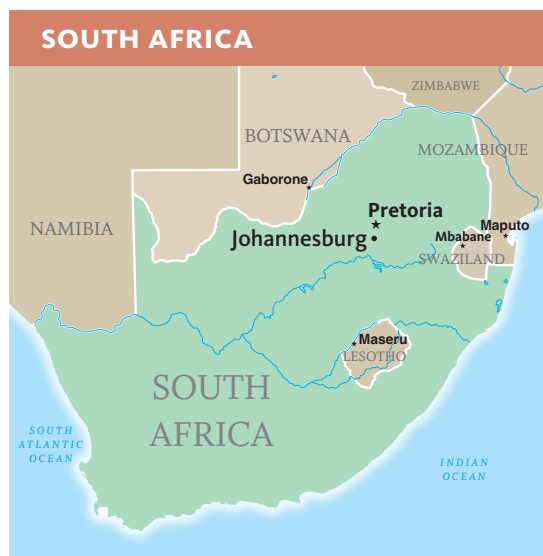 SOUTH AFRICA
ZIMBABWE
BOTSWANA
MOZAMBIQUE
Gaborone
Pretoria
NAMIBIA
Maputo
Johannesburg
Mbabane
SWAZILAND
Maseru
LESOTHO
SOUTH
AFRICA
SOUTH
ATLANTIC
OCEAN
INDIAN
OCEAN